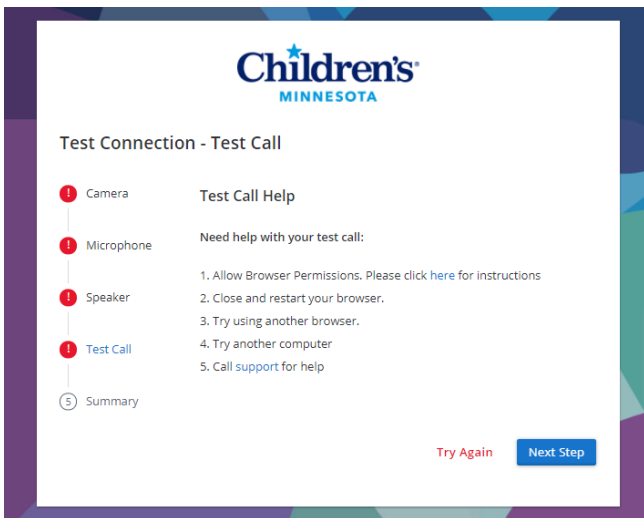 Children's
MINNESOTA
Test Connection - Test Call
! Camera
! Microphone
! Speaker
! Test Call
5 Summary
Test Call Help
Need help with your test call:
1. Allow Browser Permissions. Please click here for instructions
2. Close and restart your browser.
3. Try using another browser.
4. Try another computer
5. Call support for help
Try Again
Next Step